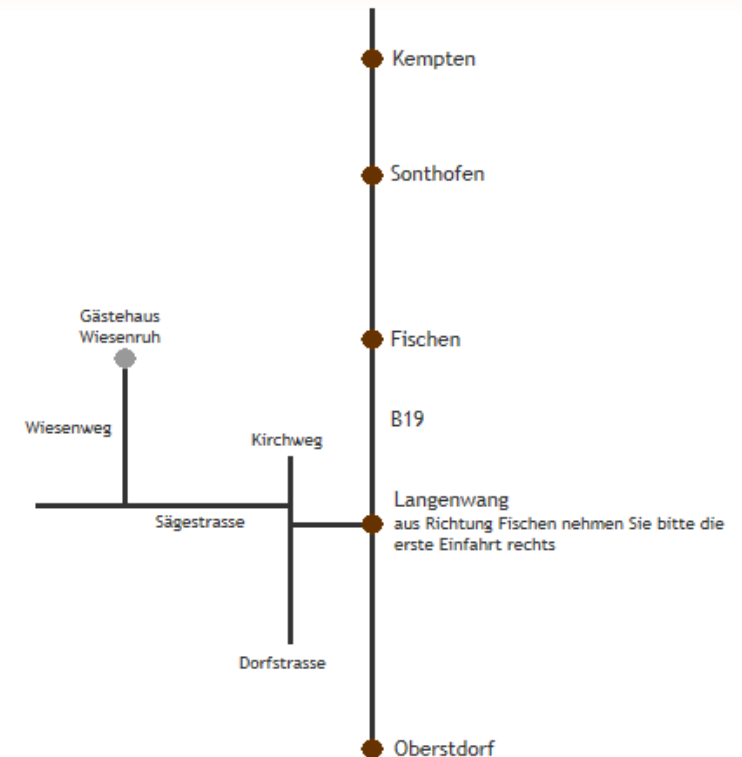 Kempten
Sonthofen
Gästehaus
Wiesenruh
Fischen
B19
Wiesenweg
Kirchweg
Langenwang
aus Richtung Fischen nehmen Sie bitte die
erste Einfahrt rechts
Sägestrasse
Dorfstrasse
Oberstdorf